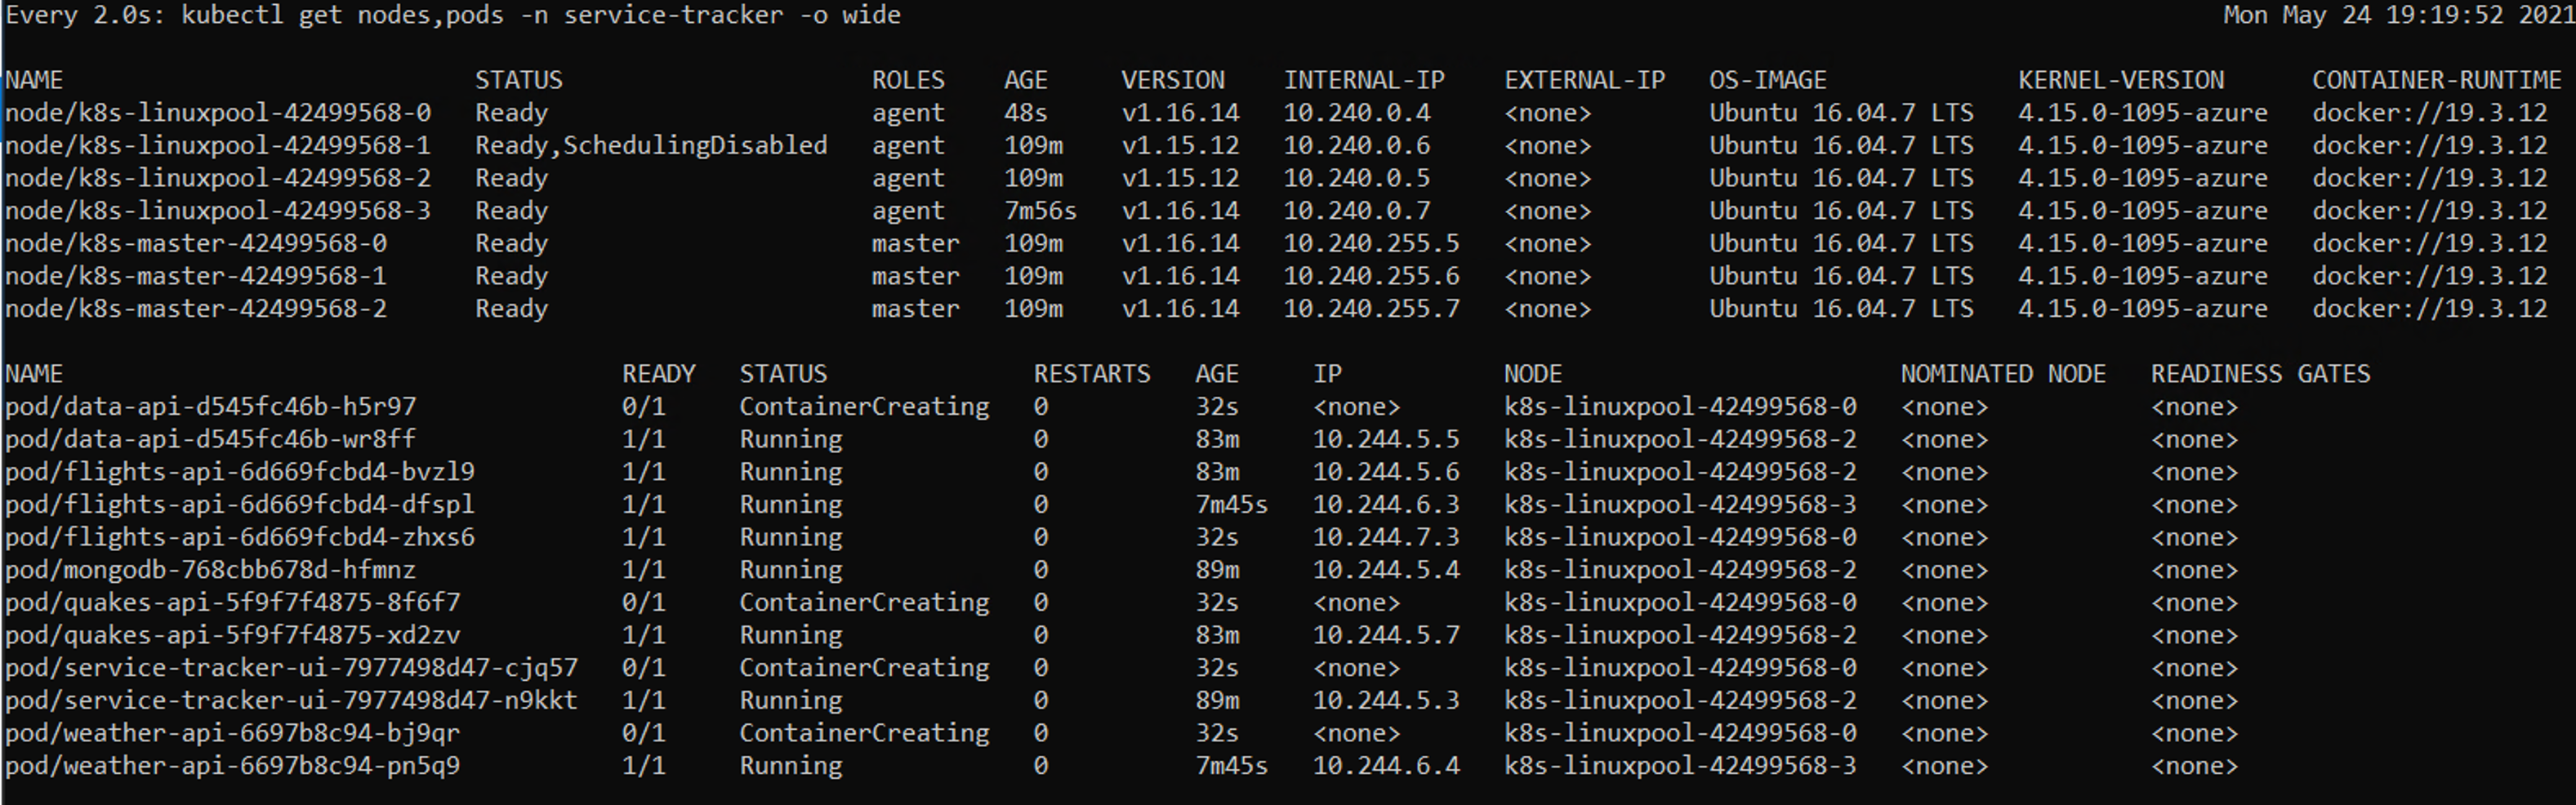 Every 2.0s: kubectl get nodes,pods -n service-tracker -o wide Mon May 24 19:19:52 2021
NAME STATUS ROLES AGE VERSION INTERNAL-IP EXTERNAL-IP OS-IMAGE KERNEL-VERSION CONTAINER-RUNTIME
node/k8s-linuxpool-42499568-0 Ready agent 48s v1.16.14 10.240.0.4 <none> Ubuntu 16.04.7 LTS 4.15.0-1095-azure docker://19.3.12
node/k8s-linuxpool-42499568-1 Ready,SchedulingDisabled agent 109m v1.15.12 10.240.0.6 <none> Ubuntu 16.04.7 LTS 4.15.0-1095-azure docker://19.3.12
node/k8s-linuxpool-42499568-2 Ready agent 109m v1.15.12 10.240.0.5 <none> Ubuntu 16.04.7 LTS 4.15.0-1095-azure docker://19.3.12
node/k8s-linuxpool-42499568-3 Ready agent 7m56s v1.16.14 10.240.0.7 <none> Ubuntu 16.04.7 LTS 4.15.0-1095-azure docker://19.3.12
node/k8s-master-42499568-0 Ready master 109m v1.16.14 10.240.255.5 <none> Ubuntu 16.04.7 LTS 4.15.0-1095-azure docker://19.3.12
node/k8s-master-42499568-1 Ready master 109m v1.16.14 10.240.255.6 <none> Ubuntu 16.04.7 LTS 4.15.0-1095-azure docker://19.3.12
node/k8s-master-42499568-2 Ready master 109m v1.16.14 10.240.255.7 <none> Ubuntu 16.04.7 LTS 4.15.0-1095-azure docker://19.3.12
NAME READY STATUS RESTARTS AGE IP NODE NOMINATED NODE READINESS GATES
pod/data-api-d545fc46b-h5r97 0/1 ContainerCreating 0 32s <none> k8s-linuxpool-42499568-0 <none> <none>
pod/data-api-d545fc46b-wr8ff 1/1 Running 0 83m 10.244.5.5 k8s-linuxpool-42499568-2 <none> <none>
pod/flights-api-6d669fcbd4-bvzl9 1/1 Running 0 83m 10.244.5.6 k8s-linuxpool-42499568-2 <none> <none>
pod/flights-api-6d669fcbd4-dfspl 1/1 Running 0 7m45s 10.244.6.3 k8s-linuxpool-42499568-3 <none> <none>
pod/flights-api-6d669fcbd4-zhxs6 1/1 Running 0 32s 10.244.7.3 k8s-linuxpool-42499568-0 <none> <none>
pod/mongodb-768cbb678d-hfmnz 1/1 Running 0 89m 10.244.5.4 k8s-linuxpool-42499568-2 <none> <none>
pod/quakes-api-5f9f7f4875-8f6f7 0/1 ContainerCreating 0 32s <none> k8s-linuxpool-42499568-0 <none> <none>
pod/quakes-api-5f9f7f4875-xd2zv 1/1 Running 0 83m 10.244.5.7 k8s-linuxpool-42499568-2 <none> <none>
pod/service-tracker-ui-7977498d47-cjq57 0/1 ContainerCreating 0 32s <none> k8s-linuxpool-42499568-0 <none> <none>
pod/service-tracker-ui-7977498d47-n9kkt 1/1 Running 0 89m 10.244.5.3 k8s-linuxpool-42499568-2 <none> <none>
pod/weather-api-6697b8c94-bj9qr 0/1 ContainerCreating 0 32s <none> k8s-linuxpool-42499568-0 <none> <none>
pod/weather-api-6697b8c94-pn5q9 1/1 Running 0 7m45s 10.244.6.4 k8s-linuxpool-42499568-3 <none> <none>